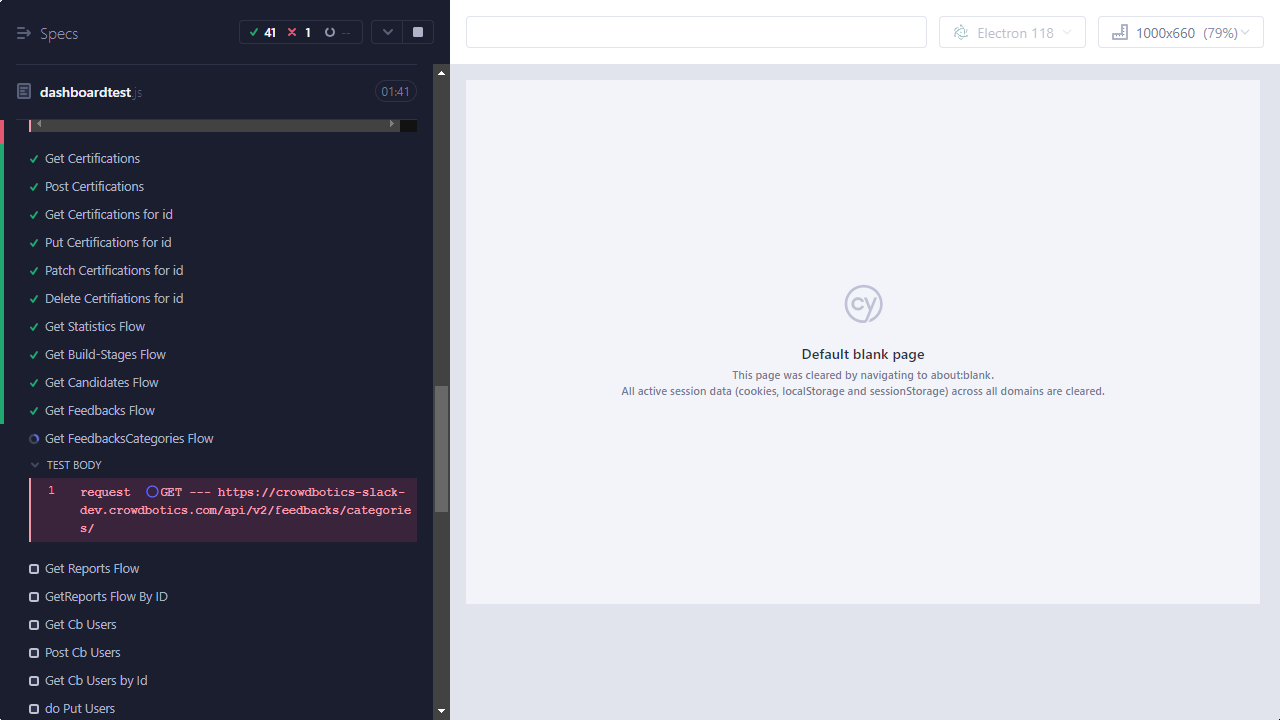 Specs
41
1
--
Electron 118
1000x660 (79%)
dashboardtest.js
01:41
Get Certifications
Post Certifications
Get Certifications for id
Put Certifications for id
Patch Certifications for id
Delete Certifiations for id
Get Statistics Flow
Get Build-Stages Flow
Get Candidates Flow
Get Feedbacks Flow
Get FeedbacksCategories Flow
TEST BODY
1 request GET --- https://crowdbotics-slack-
dev.crowdbotics.com/api/v2/feedbacks/categorie
s/
Get Reports Flow
GetReports Flow By ID
Get Cb Users
Post Cb Users
Get Cb Users by Id
do Put Users
cy
Default blank page
This page was cleared by navigating to about:blank.
All active session data (cookies, localStorage and sessionStorage) across all domains are cleared.